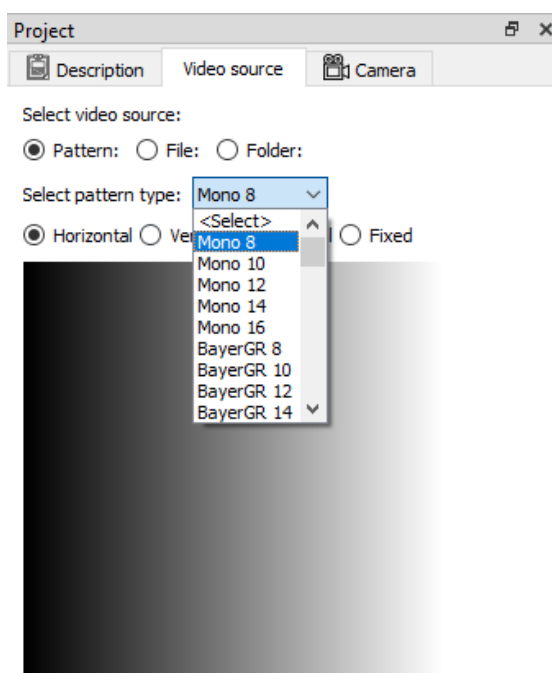 Project
Description Video source Camera
Select video source:
Pattern: File: Folder:
Select pattern type: Mono 8
<Select>
Horizontal Fixed
Mono 8
Mono 10
Mono 12
Mono 14
Mono 16
BayerGR 8
BayerGR 10
BayerGR 12
BayerGR 14